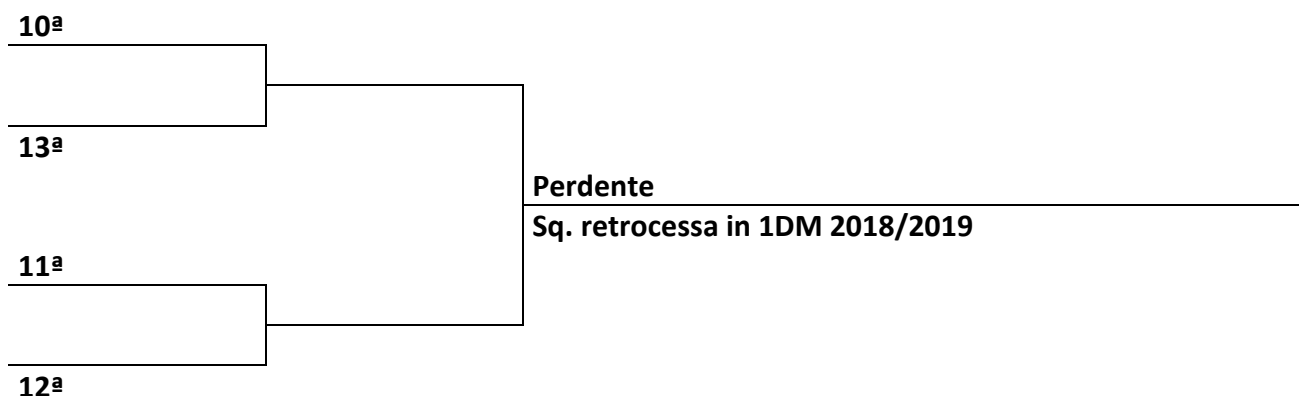 10ª
13ª
Perdente
Sq. retrocessa in 1DM 2018/2019
11ª
12ª